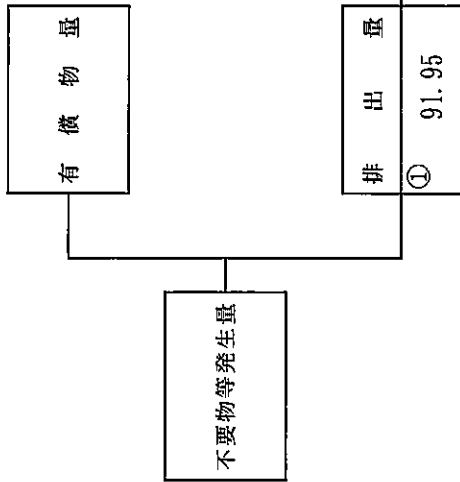 有償物量
不要物等発生量
排出量
①
91.95